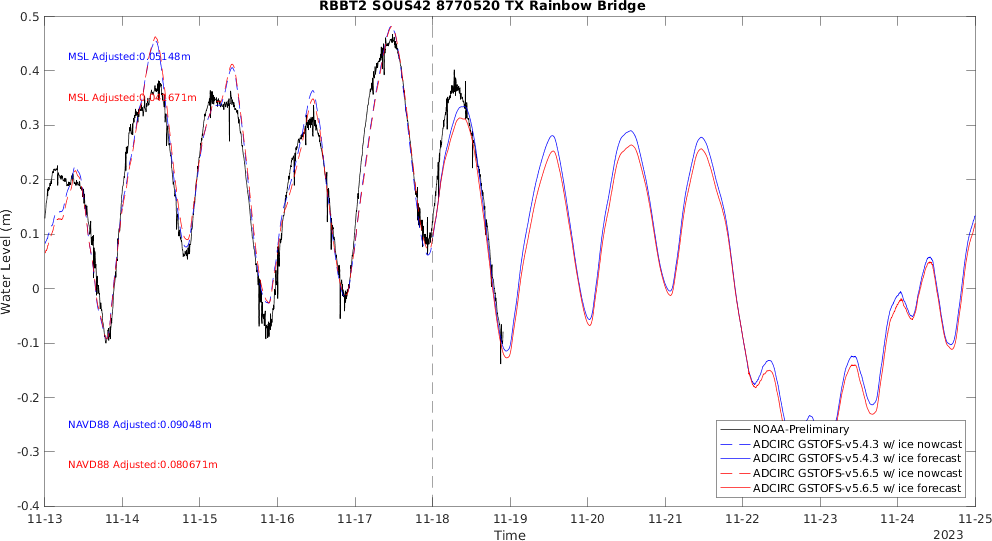 RBBT2 SOUS42 8770520 TX Rainbow Bridge
0.5
MSL Adjusted:0.05148m
0.4
MSL Adjusted:0.041671m
0.3
0.2
0.1
0
-0.1
-0.2
NAVD88 Adjusted:0.09048m
-0.3
NAVD88 Adjusted:0.080671m
-0.4
Water Level (m)
NOAA-Preliminary
ADCIRC GSTOFS-v5.4.3 w/ ice nowcast
ADCIRC GSTOFS-v5.4.3 w/ ice forecast
ADCIRC GSTOFS-v5.6.5 w/ ice nowcast
ADCIRC GSTOFS-v5.6.5 w/ ice forecast
11-13 11-14 11-15 11-16 11-17 11-18 11-19 11-20 11-21 11-22 11-23 11-24 11-25
Time
2023